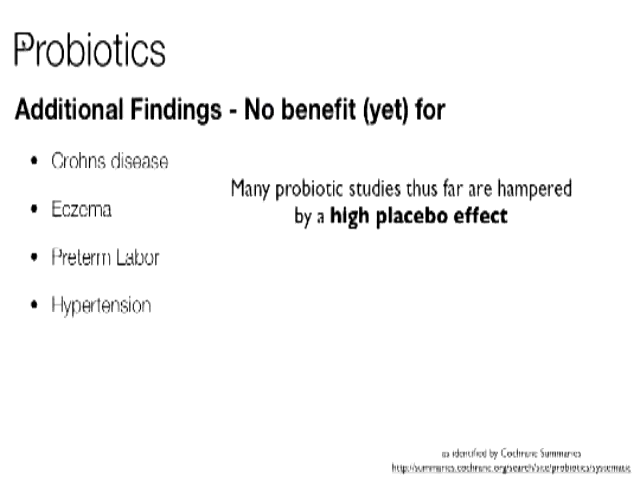 Probiotics
Additional Findings - No benefit (yet) for
• Crohns disease
Many probiotic studies thus far are hampered
• Eczema
by a high placebo effect
• Preterm Labor
• Hypertension
as identified by Cochrane Summaries
http://summaries.cochrane.org/search/site/probiotics/systematic